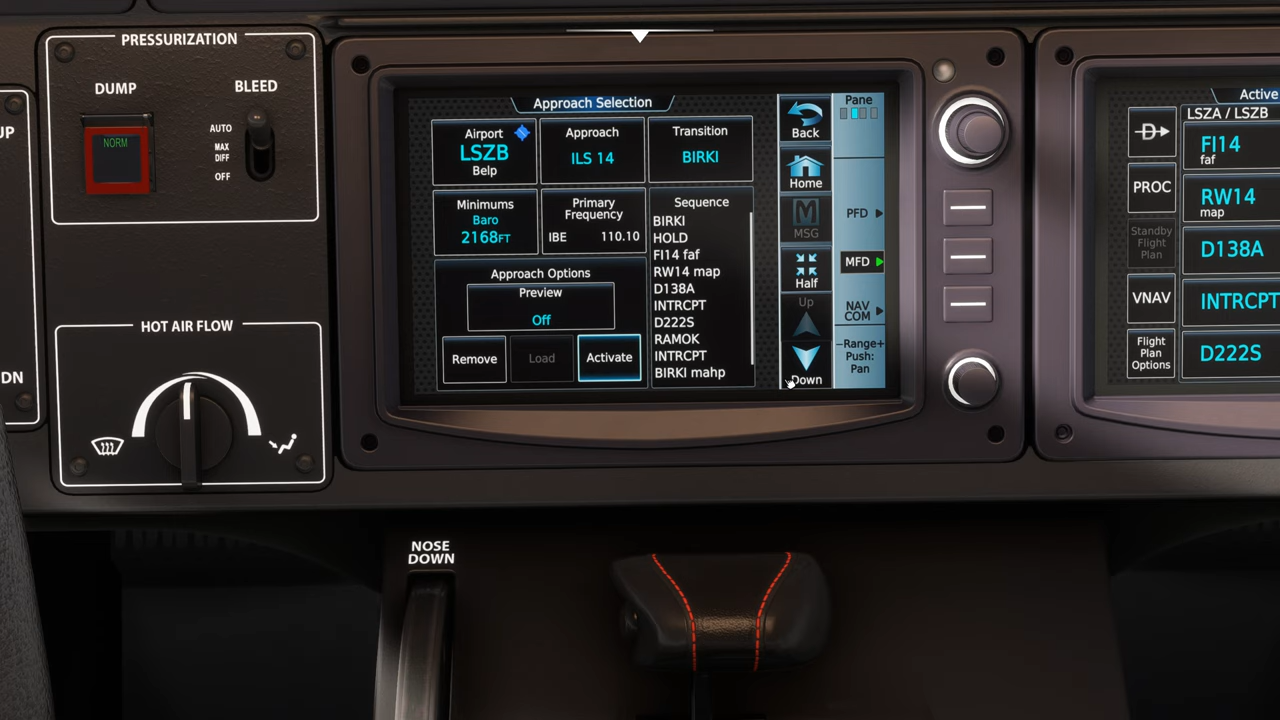 PRESSURIZATION
DUMP
BLEED
NORM
AUTO
MAX
DIFF
OFF
UP
DN
HOT AIR FLOW
NOSE
DOWN
Approach Selection
Airport
LSZB
Belp
Approach
ILS 14
Transition
BIRKI
Minimums
Baro
2168FT
Primary
Frequency
IBE 110.10
Sequence
BIRKI
HOLD
FI14 faf
RW14 map
D138A
INTRCPT
D222S
RAMOK
INTRCPT
BIRKI mahp
Approach Options
Preview
Off
Remove
Load
Activate
Back
Home
MSG
Half
Up
Down
Pane
PFD
MFD
NAV
COM
−Range+
Push:
Pan
Active
LSZA / LSZB
D
PROC
Standby
Flight
Plan
VNAV
Flight
Plan
Options
FI14
faf
RW14
map
D138A
INTRCPT
D222S